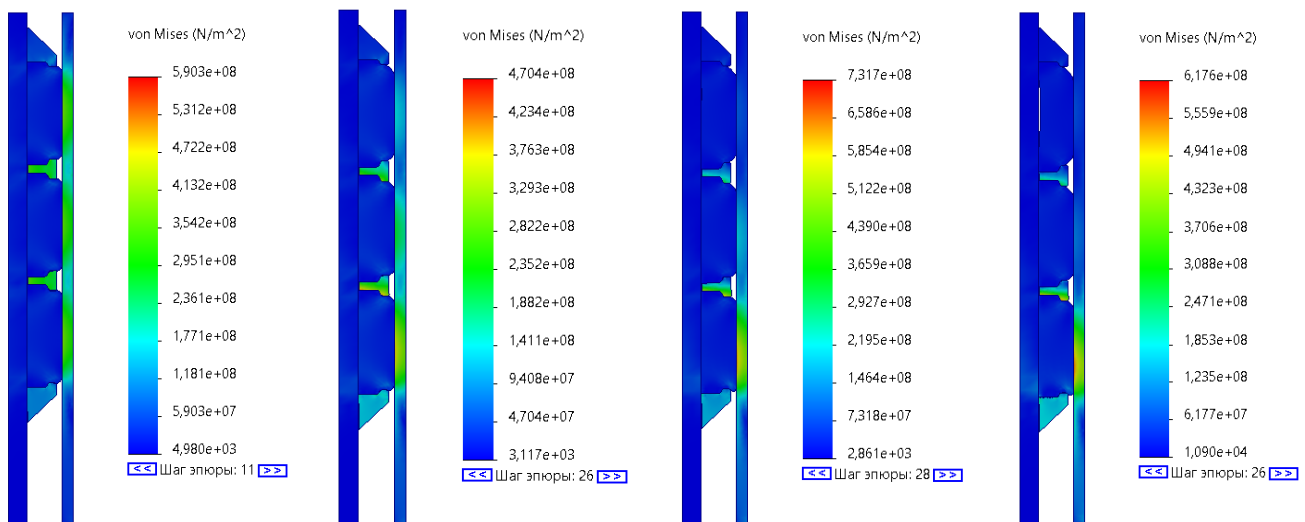 von Mises (N/m^2)
5,903e+08
5,312e+08
4,722e+08
4,132e+08
3,542e+08
2,951e+08
2,361e+08
1,771e+08
1,181e+08
5,903e+07
4,980e+03
<< Шаг эпюры: 11 >>
von Mises (N/m^2)
4,704e+08
4,234e+08
3,763e+08
3,293e+08
2,822e+08
2,352e+08
1,882e+08
1,411e+08
9,408e+07
4,704e+07
3,117e+03
<< Шаг эпюры: 26 >>
von Mises (N/m^2)
7,317e+08
6,586e+08
5,854e+08
5,122e+08
4,390e+08
3,659e+08
2,927e+08
2,195e+08
1,464e+08
7,318e+07
2,861e+03
<< Шаг эпюры: 28 >>
von Mises (N/m^2)
6,176e+08
5,559e+08
4,941e+08
4,323e+08
3,706e+08
3,088e+08
2,471e+08
1,853e+08
1,235e+08
6,177e+07
1,090e+04
<< Шаг эпюры: 26 >>